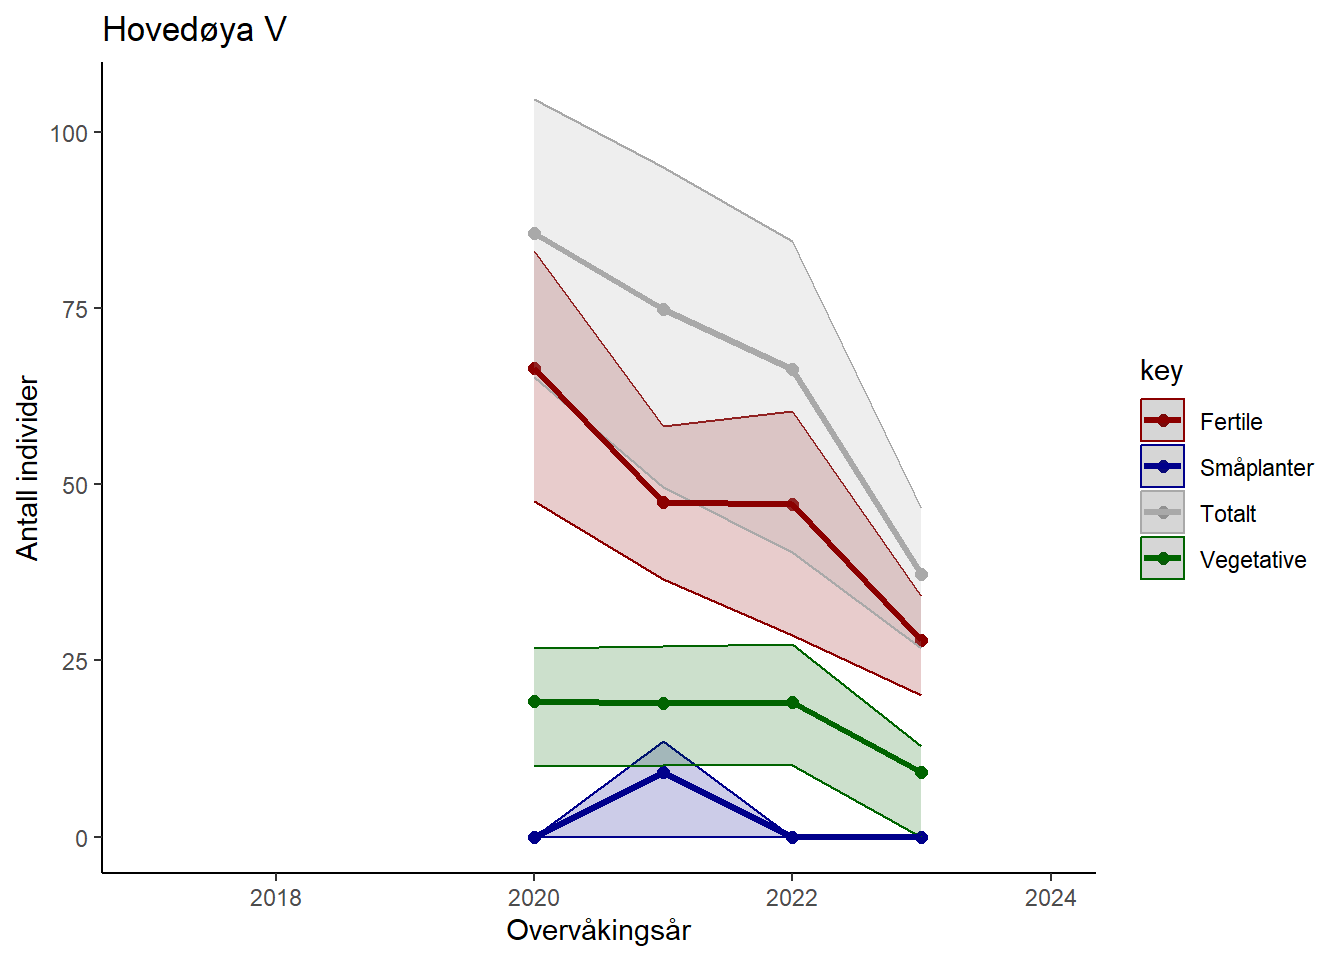 Hovedøya V
Antall individer
100
75
50
25
0
2018
2020
2022
2024
Overvåkingsår
key
Fertile
Småplanter
Totalt
Vegetative